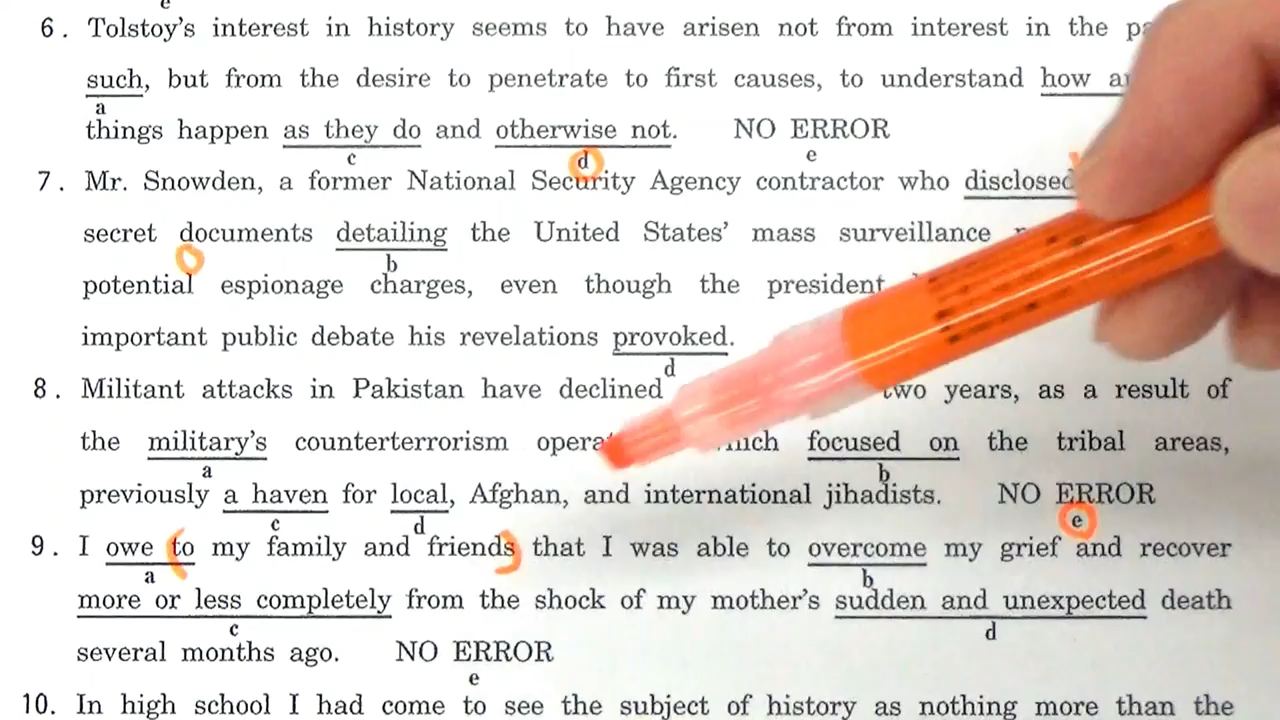 e
6. Tolstoy's interest in history seems to have arisen not from interest in the
such, but from the desire to penetrate to first causes, to understand how
a
things happen as they do and otherwise not. NO ERROR
c d e
7. Mr. Snowden, a former National Security Agency contractor who disclosed
secret documents detailing the United States' mass surveillance
b
potential espionage charges, even though the president
important public debate his revelations provoked.
d
8. Militant attacks in Pakistan have declined two years, as a result of
the military's counterterrorism focused on the tribal areas,
a b
previously a haven for local, Afghan, and international jihadists. NO ERROR
c d e
9. I owe to my family and friends that I was able to overcome my grief and recover
a b
more or less completely from the shock of my mother's sudden and unexpected death
c d
several months ago. NO ERROR
e
10. In high school I had come to see the subject of history as nothing more than the